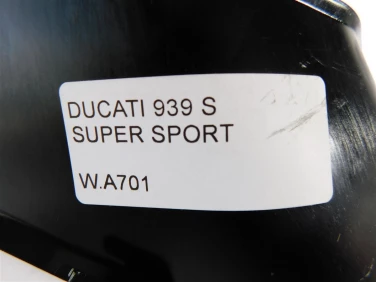 DUCATI 939 S
SUPER SPORT
W.A701